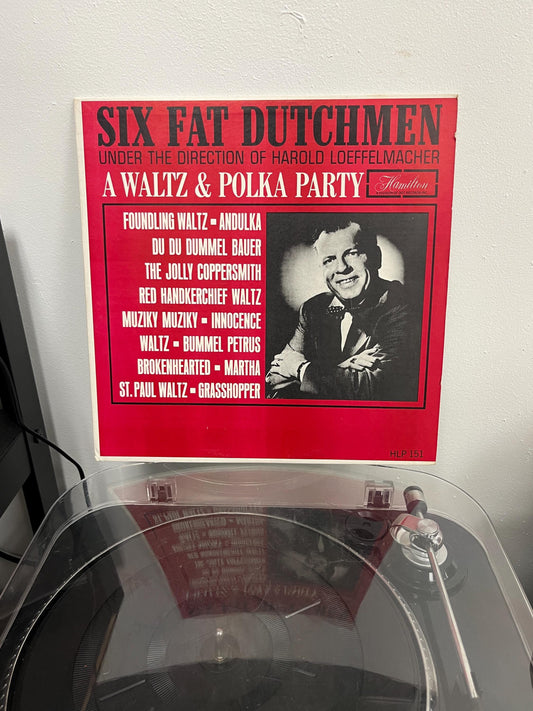 SIX FAT DUTCHMEN
UNDER THE DIRECTION OF HAROLD LOEFFELMACHER
A WALTZ & POLKA PARTY
Hamilton
FOUNDLING WALTZ ▪ ANDULKA
DU DU DUMMEL BAUER
THE JOLLY COPPERSMITH
RED HANDKERCHIEF WALTZ
MUZIKY MUZIKY ▪ INNOCENCE
WALTZ ▪ BUMMEL PETRUS
BROKENHEARTED ▪ MARTHA
ST. PAUL WALTZ ▪ GRASSHOPPER
HLP 151